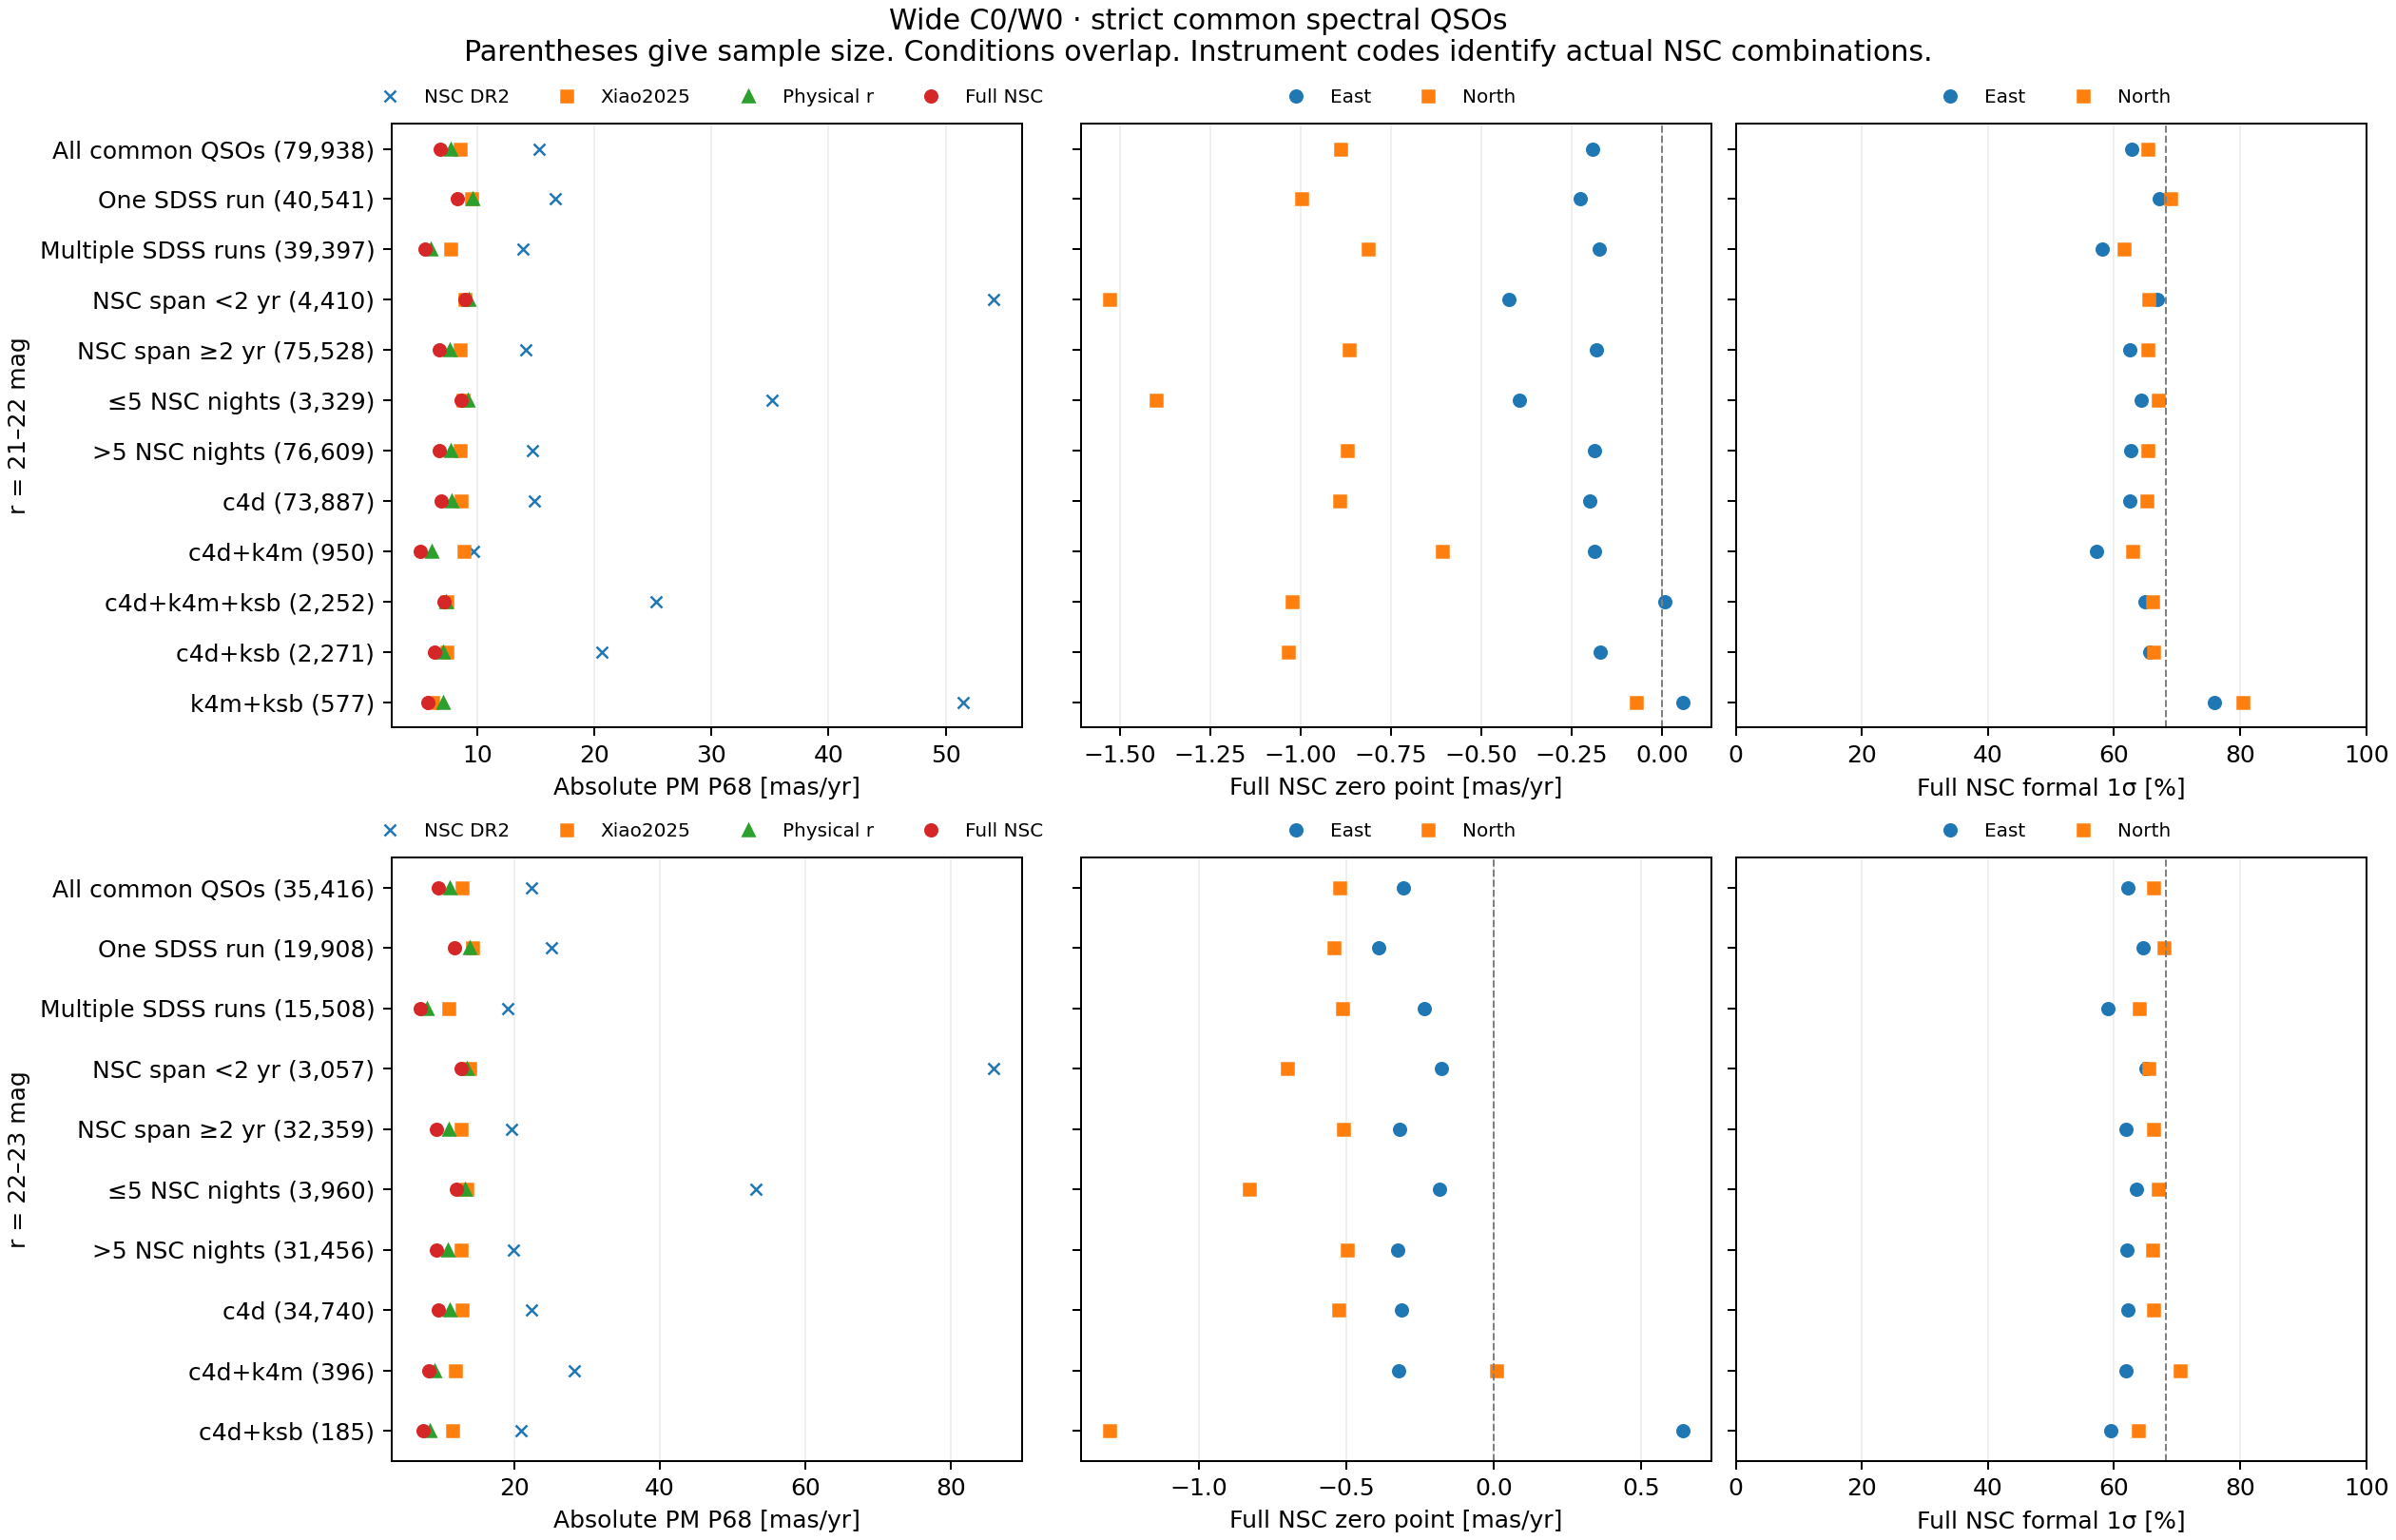 Wide C0/W0 · strict common spectral QSOs
Parentheses give sample size. Conditions overlap. Instrument codes identify actual NSC combinations.
NSC DR2 Xiao2025 Physical r Full NSC
East North
East North
r = 21–22 mag
All common QSOs (79,938)
One SDSS run (40,541)
Multiple SDSS runs (39,397)
NSC span <2 yr (4,410)
NSC span ≥2 yr (75,528)
≤5 NSC nights (3,329)
>5 NSC nights (76,609)
c4d (73,887)
c4d+k4m (950)
c4d+k4m+ksb (2,252)
c4d+ksb (2,271)
k4m+ksb (577)
10 20 30 40 50
Absolute PM P68 [mas/yr]
−1.50 −1.25 −1.00 −0.75 −0.50 −0.25 0.00
Full NSC zero point [mas/yr]
0 20 40 60 80 100
Full NSC formal 1σ [%]
NSC DR2 Xiao2025 Physical r Full NSC
East North
East North
r = 22–23 mag
All common QSOs (35,416)
One SDSS run (19,908)
Multiple SDSS runs (15,508)
NSC span <2 yr (3,057)
NSC span ≥2 yr (32,359)
≤5 NSC nights (3,960)
>5 NSC nights (31,456)
c4d (34,740)
c4d+k4m (396)
c4d+ksb (185)
20 40 60 80
Absolute PM P68 [mas/yr]
−1.0 −0.5 0.0 0.5
Full NSC zero point [mas/yr]
0 20 40 60 80 100
Full NSC formal 1σ [%]